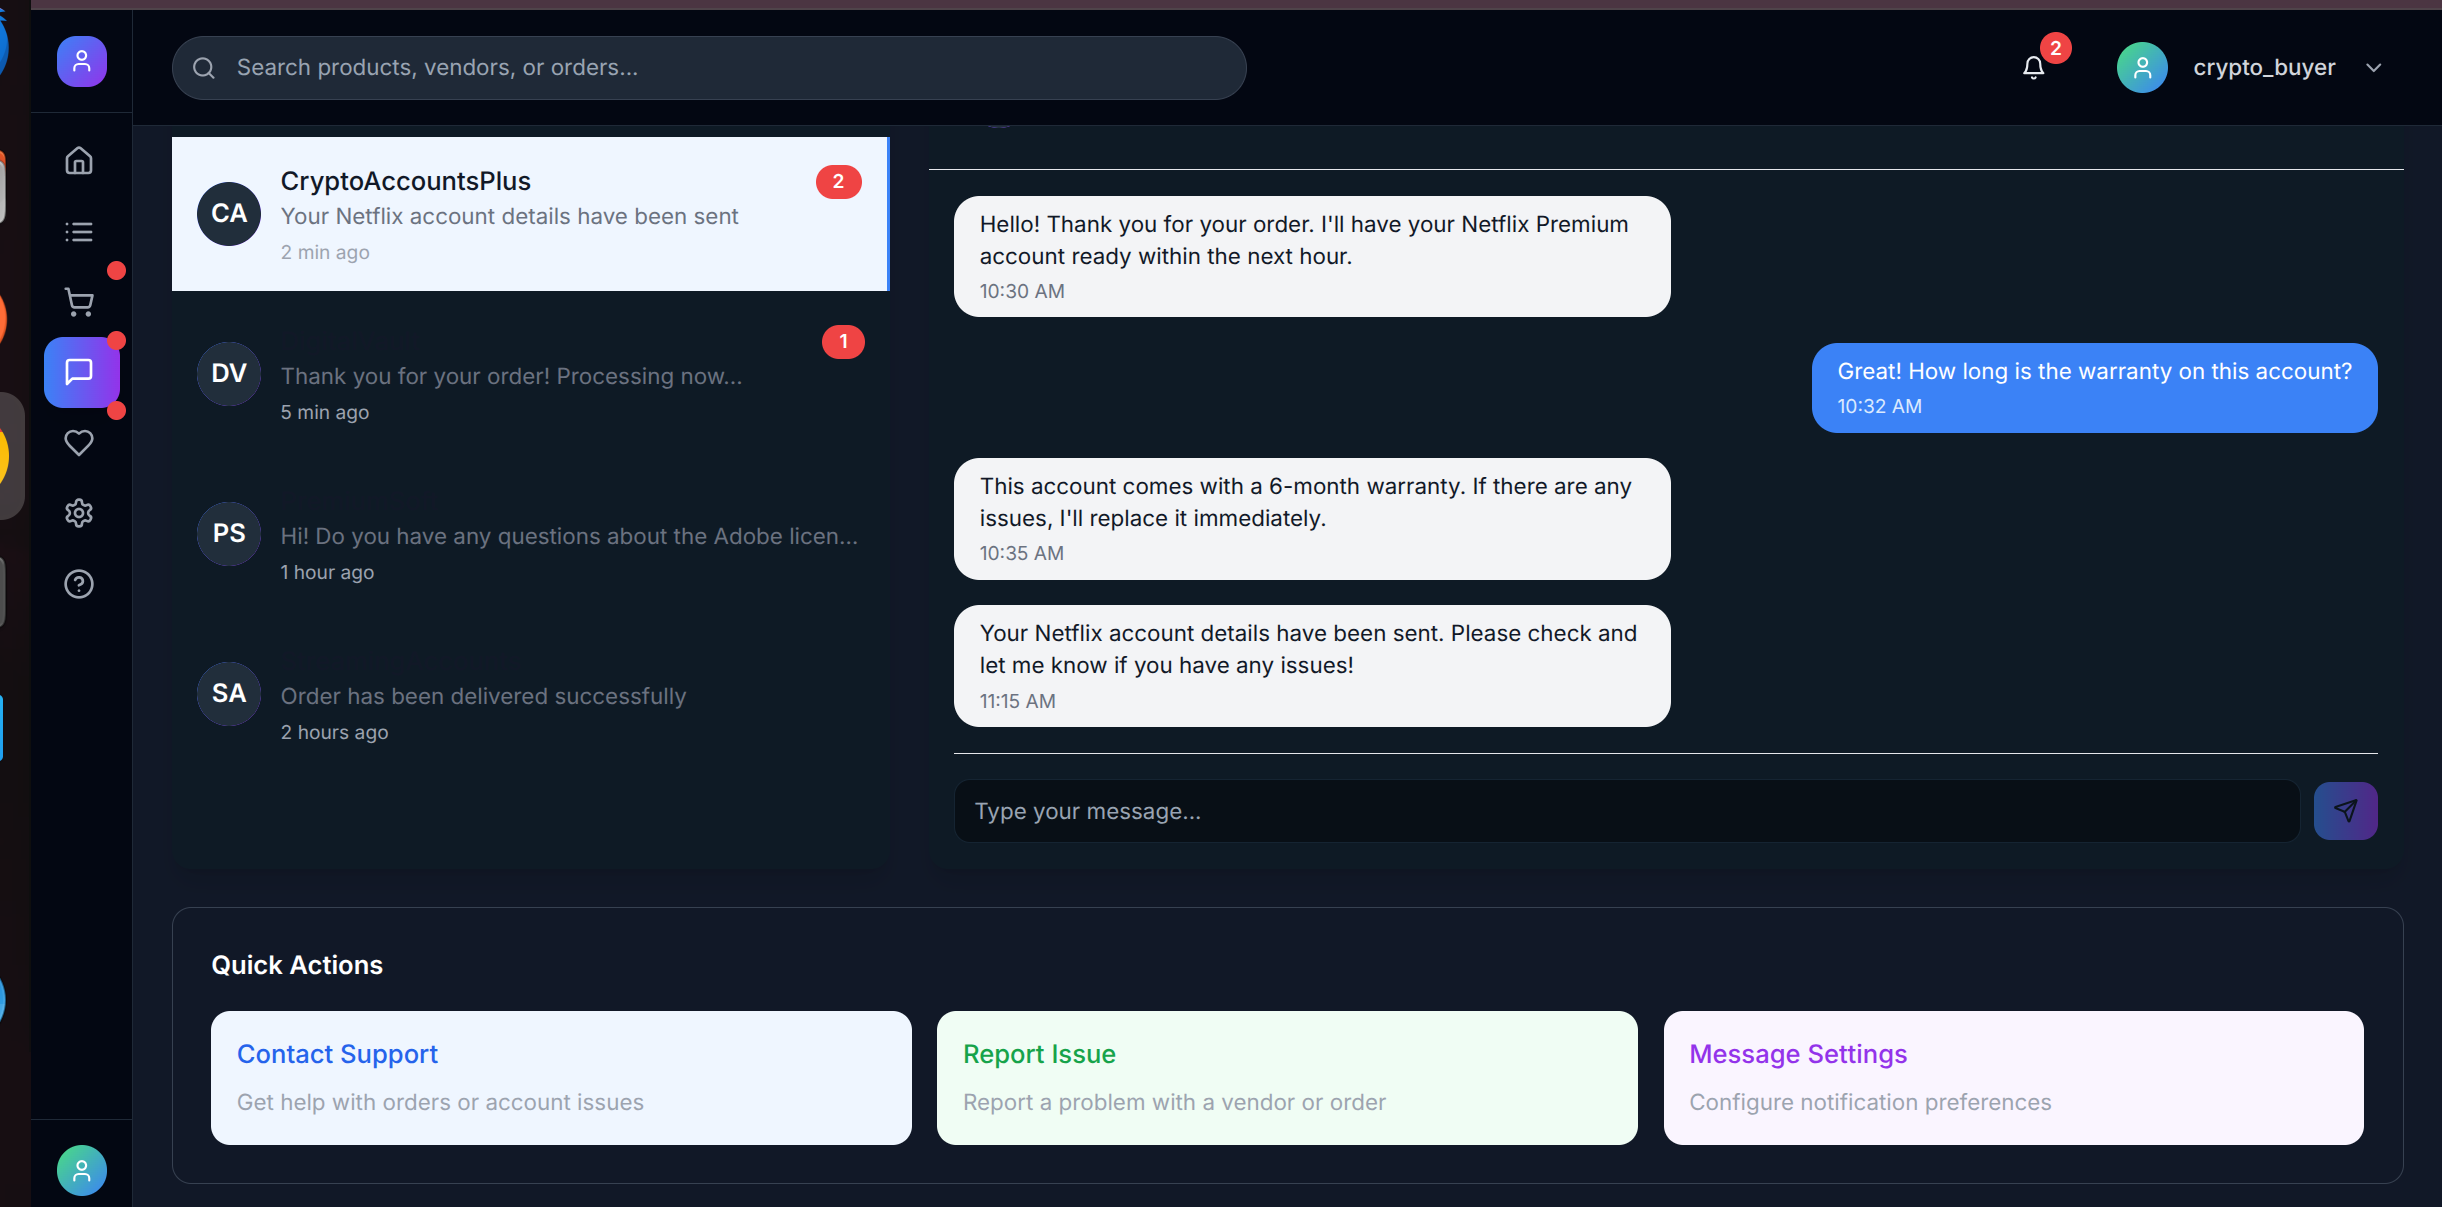 Search products, vendors, or orders...
2
crypto_buyer
CA
CryptoAccountsPlus
2
Your Netflix account details have been sent
2 min ago
DV
1
Thank you for your order! Processing now...
5 min ago
PS
Hi! Do you have any questions about the Adobe licen...
1 hour ago
SA
Order has been delivered successfully
2 hours ago
Hello! Thank you for your order. I'll have your Netflix Premium
account ready within the next hour.
10:30 AM
Great! How long is the warranty on this account?
10:32 AM
This account comes with a 6-month warranty. If there are any
issues, I'll replace it immediately.
10:35 AM
Your Netflix account details have been sent. Please check and
let me know if you have any issues!
11:15 AM
Type your message...
Quick Actions
Contact Support
Get help with orders or account issues
Report Issue
Report a problem with a vendor or order
Message Settings
Configure notification preferences